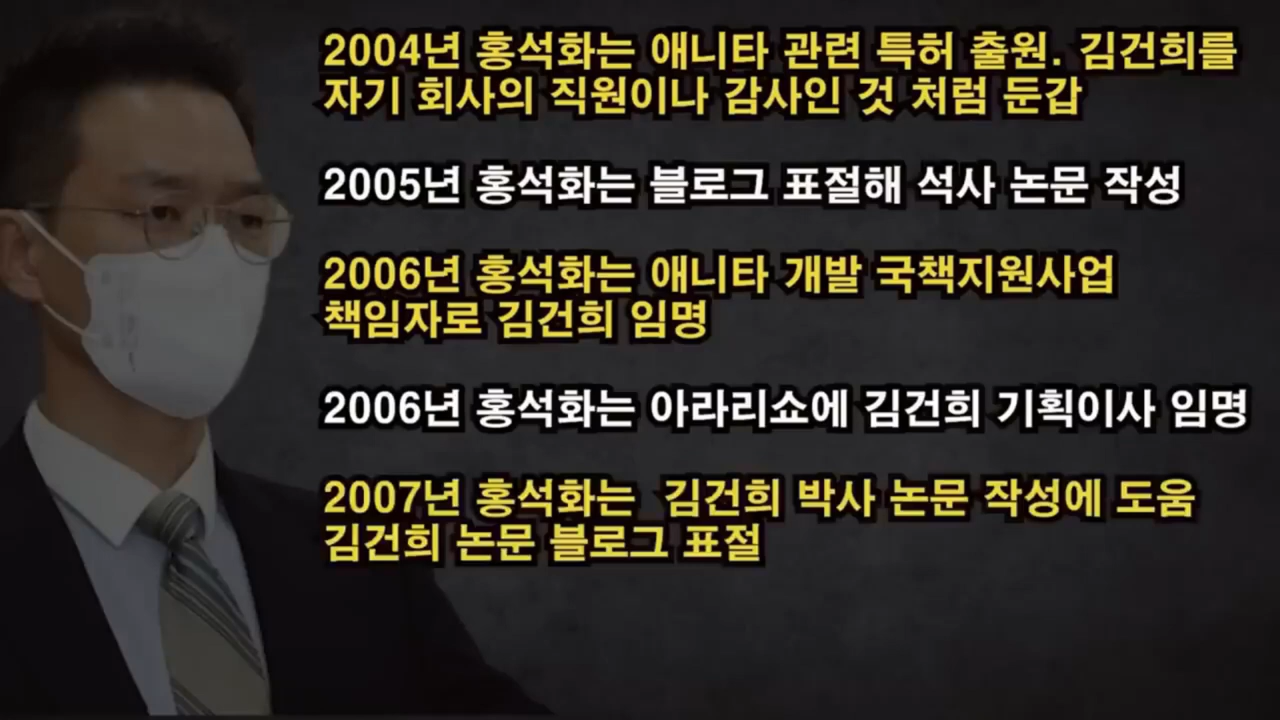 2004년 홍석화는 애니타 관련 특허 출원. 김건희를
자기 회사의 직원이나 감사인 것 처럼 둔갑
2005년 홍석화는 블로그 표절해 석사 논문 작성
2006년 홍석화는 애니타 개발 국책지원사업
책임자로 김건희 임명
2006년 홍석화는 아라리쇼에 김건희 기획이사 임명
2007년 홍석화는 김건희 박사 논문 작성에 도움
김건희 논문 블로그 표절